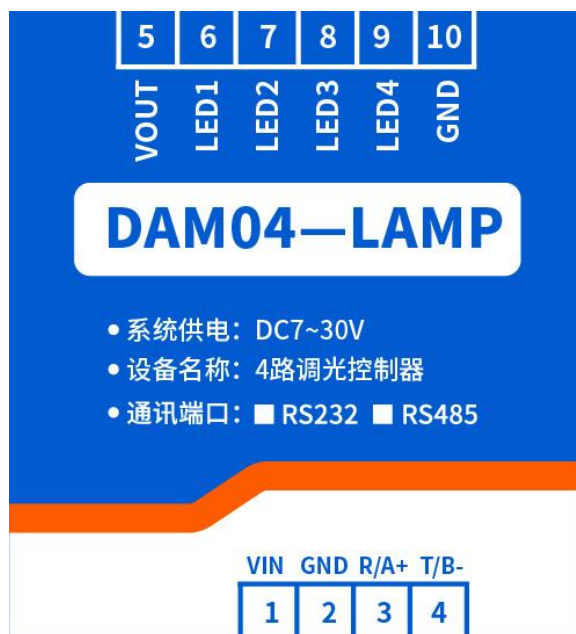 5 6 7 8 9 10
VOUT LED1 LED2 LED3 LED4 GND
DAM04—LAMP
● 系统供电：DC7~30V
● 设备名称：4路调光控制器
● 通讯端口：■ RS232 ■ RS485
VIN GND R/A+ T/B-
1 2 3 4